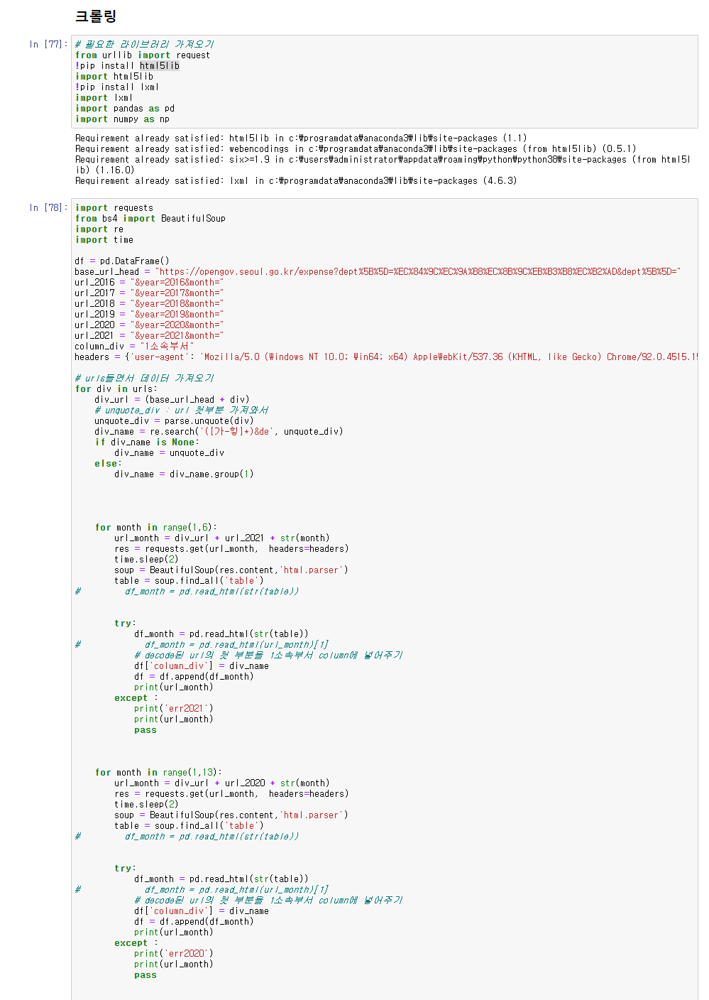 크롤링
In [77]:
# 필요한 라이브러리 가져오기
from urllib import request
!pip install html5lib
import html5lib
!pip install lxml
import lxml
import pandas as pd
import numpy as np
Requirement already satisfied: html5lib in c:₩programdata₩anaconda3₩lib₩site-packages (1.1)
Requirement already satisfied: webencodings in c:₩programdata₩anaconda3₩lib₩site-packages (from html5lib) (0.5.1)
Requirement already satisfied: six>=1.9 in c:₩users₩administrator₩appdata₩roaming₩python₩python38₩site-packages (from html5l
ib) (1.16.0)
Requirement already satisfied: lxml in c:₩programdata₩anaconda3₩lib₩site-packages (4.6.3)
In [78]:
import requests
from bs4 import BeautifulSoup
import re
import time
df = pd.DataFrame()
base_url_head = "https://opengov.seoul.go.kr/expense?dept%5B%5D=%EC%84%9C%EC%9A%B8%EC%8B%9C%EB%B3%B8%EC%B2%AD&dept%5B%5D="
url_2016 = "&year=2016&month="
url_2017 = "&year=2017&month="
url_2018 = "&year=2018&month="
url_2019 = "&year=2019&month="
url_2020 = "&year=2020&month="
url_2021 = "&year=2021&month="
column_div = "1소속부서"
headers = {'user-agent': 'Mozilla/5.0 (Windows NT 10.0; Win64; x64) AppleWebKit/537.36 (KHTML, like Gecko) Chrome/92.0.4515.1
# urls돌면서 데이터 가져오기
for div in urls:
    div_url = (base_url_head + div)
    # unquote_div : url 첫부분 가져와서
    unquote_div = parse.unquote(div)
    div_name = re.search('([가-힣]*)&de', unquote_div)
    if div_name is None:
        div_name = unquote_div
    else:
        div_name = div_name.group(1)
    for month in range(1,6):
        url_month = div_url + url_2021 + str(month)
        res = requests.get(url_month,  headers=headers)
        time.sleep(2)
        soup = BeautifulSoup(res.content,'html.parser')
        table = soup.find_all('table')
#         df_month = pd.read_html(str(table))
        try:
            df_month = pd.read_html(str(table))
#             df_month = pd.read_html(url_month)[1]
            # decode된 url의 첫 부분을 1소속부서 column에 넣어주기
            df['column_div'] = div_name
            df = df.append(df_month)
            print(url_month)
        except :
            print('err2021')
            print(url_month)
            pass
    for month in range(1,13):
        url_month = div_url + url_2020 + str(month)
        res = requests.get(url_month,  headers=headers)
        time.sleep(2)
        soup = BeautifulSoup(res.content,'html.parser')
        table = soup.find_all('table')
#         df_month = pd.read_html(str(table))
        try:
            df_month = pd.read_html(str(table))
#             df_month = pd.read_html(url_month)[1]
            # decode된 url의 첫 부분을 1소속부서 column에 넣어주기
            df['column_div'] = div_name
            df = df.append(df_month)
            print(url_month)
        except :
            print('err2020')
            print(url_month)
            pass